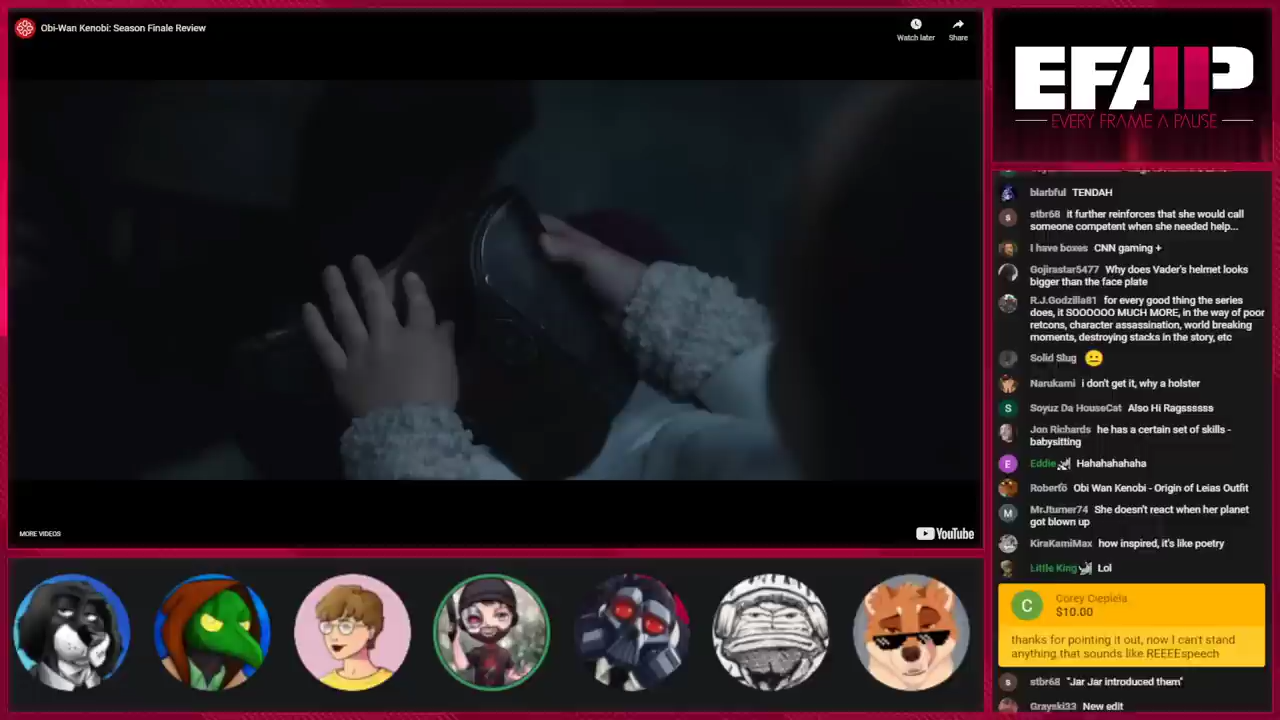 Obi-Wan Kenobi: Season Finale Review
Watch later
Share
MORE VIDEOS
YouTube
EFAP
EVERY FRAME A PAUSE
blarbful TENDAH
stbr68 it further reinforces that she would call
someone competent when she needed help...
I have boxes CNN gaming +
Gojirastar5477 Why does Vader's helmet looks
bigger than the face plate
R.J.Godzilla81 for every good thing the series
does, it SOOOOOO MUCH MORE, in the way of poor
retcons, character assassination, world breaking
moments, destroying stacks in the story, etc
Solid Slug
Narukami i don't get it, why a holster
S
Soyuz Da HouseCat Also Hi Ragssssss
Jon Richards he has a certain set of skills -
babysitting
E
Eddie Hahahahahaha
Roberto Obi Wan Kenobi - Origin of Leias Outfit
M
MrJturner74 She doesn't react when her planet
got blown up
KiraKamiMax how inspired, it's like poetry
Little King Lol
C
Corey Cieplela
$10.00
thanks for pointing it out, now I can't stand
anything that sounds like REEEEspeech
s
stbr68 "Jar Jar introduced them"
Grayski33 New edit